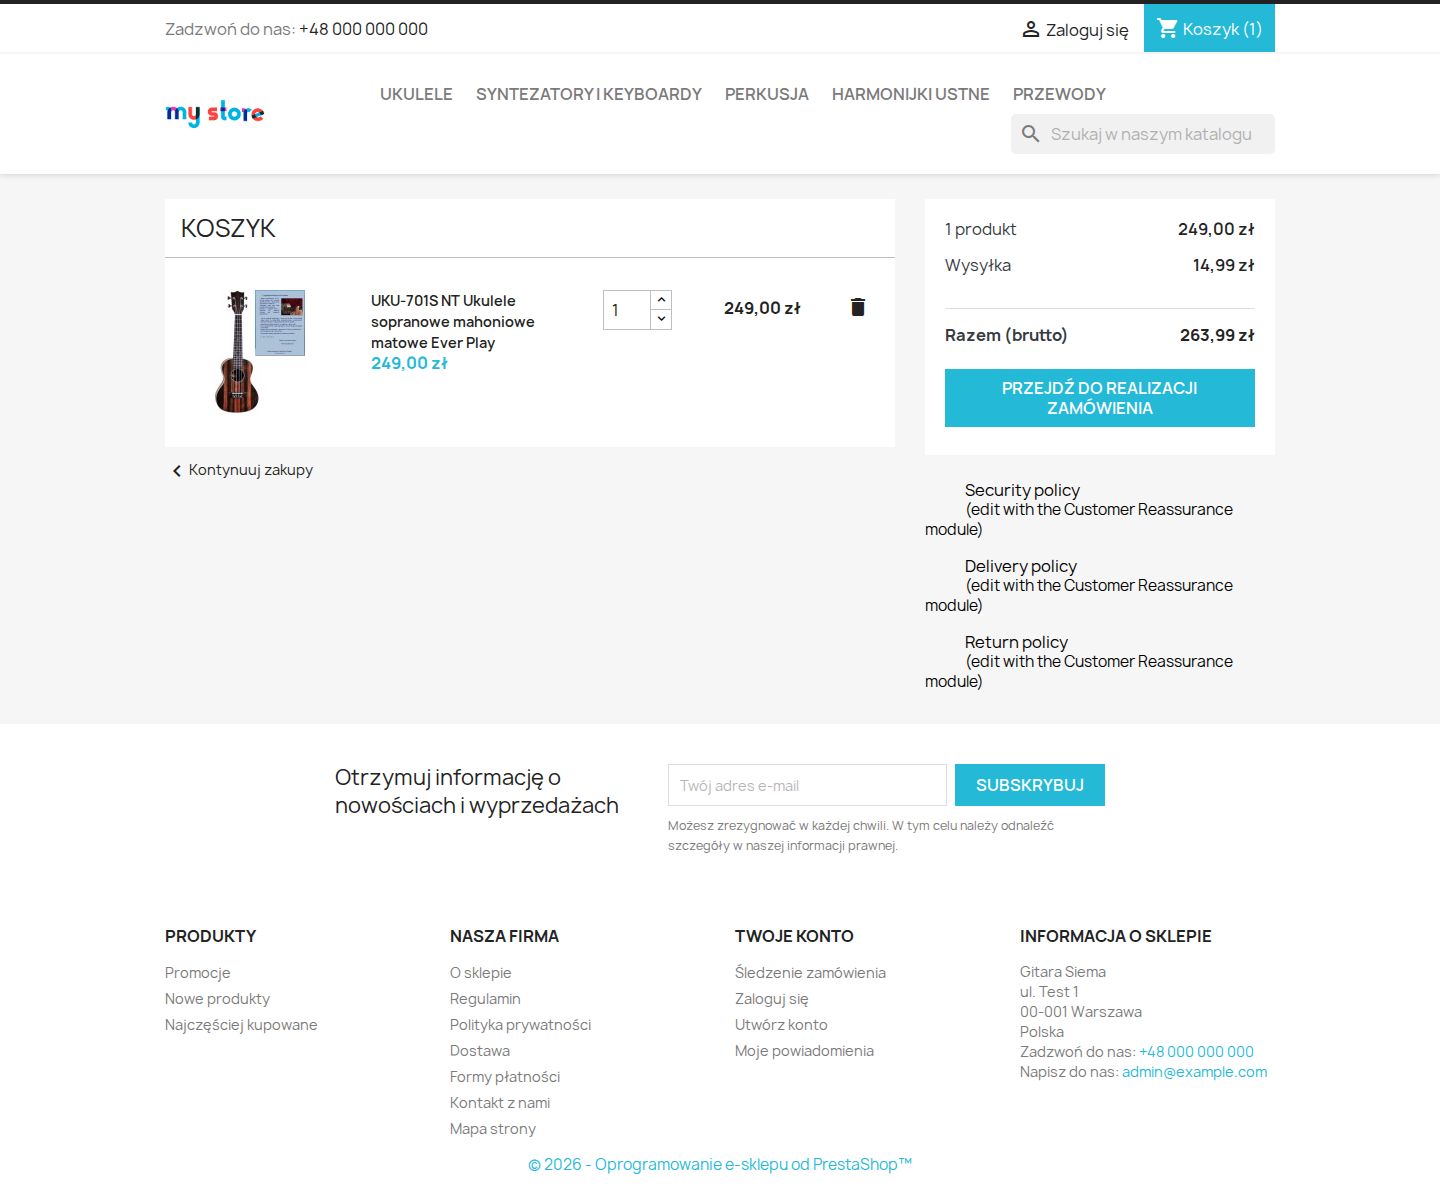 Zadzwoń do nas: +48 000 000 000
Zaloguj się
Koszyk (1)
my store
UKULELE SYNTEZATORY I KEYBOARDY PERKUSJA HARMONIJKI USTNE PRZEWODY
Szukaj w naszym katalogu
KOSZYK
UKU-701S NT Ukulele
sopranowe mahoniowe
matowe Ever Play
249,00 zł
1
249,00 zł
Kontynuuj zakupy
1 produkt 249,00 zł
Wysyłka 14,99 zł
Razem (brutto) 263,99 zł
PRZEJDŹ DO REALIZACJI
ZAMÓWIENIA
Security policy
(edit with the Customer Reassurance
module)
Delivery policy
(edit with the Customer Reassurance
module)
Return policy
(edit with the Customer Reassurance
module)
Otrzymuj informację o
nowościach i wyprzedażach
Twój adres e-mail
SUBSKRYBUJ
Możesz zrezygnować w każdej chwili. W tym celu należy odnaleźć
szczegóły w naszej informacji prawnej.
PRODUKTY
Promocje
Nowe produkty
Najczęściej kupowane
NASZA FIRMA
O sklepie
Regulamin
Polityka prywatności
Dostawa
Formy płatności
Kontakt z nami
Mapa strony
TWOJE KONTO
Śledzenie zamówienia
Zaloguj się
Utwórz konto
Moje powiadomienia
INFORMACJA O SKLEPIE
Gitara Siema
ul. Test 1
00-001 Warszawa
Polska
Zadzwoń do nas: +48 000 000 000
Napisz do nas: admin@example.com
© 2026 - Oprogramowanie e-sklepu od PrestaShop™